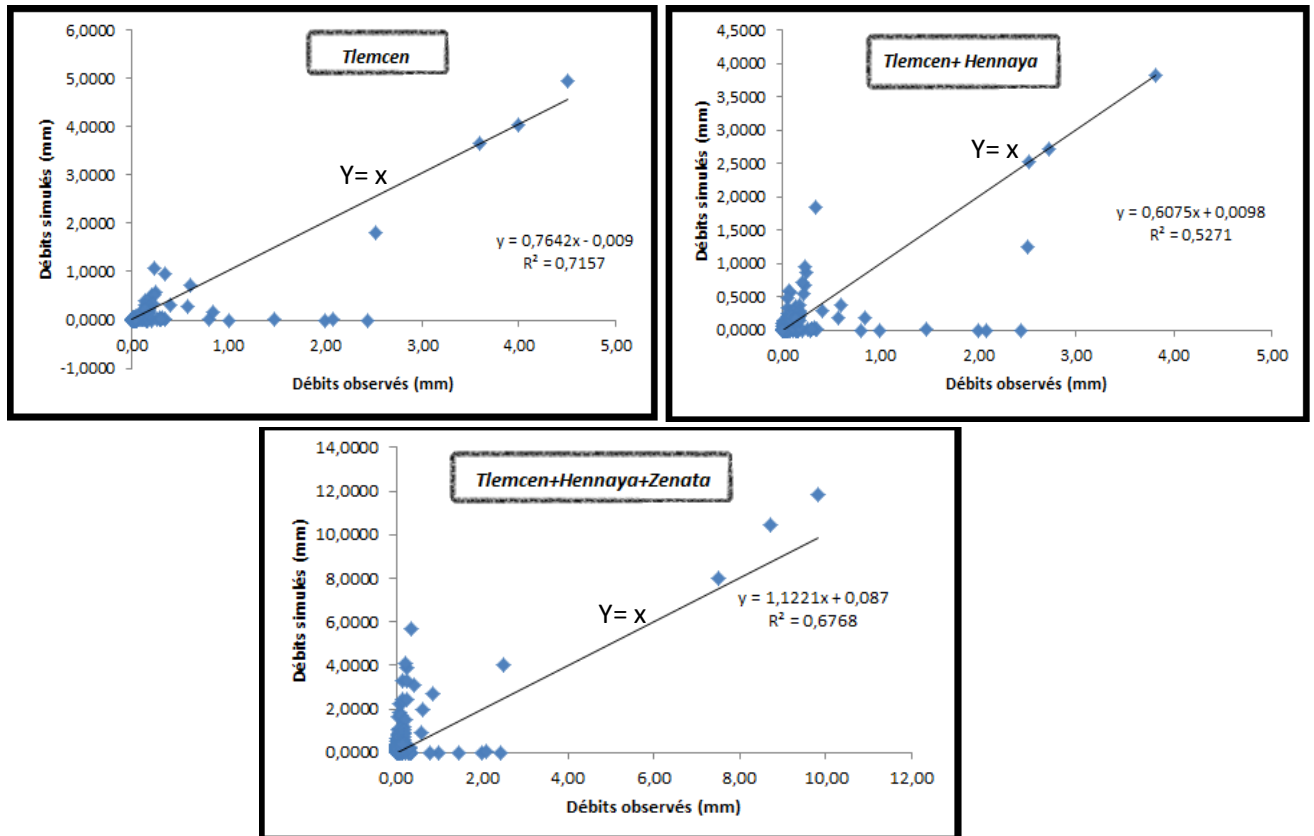 Tlemcen
Débits simulés (mm)
6,0000
5,0000
4,0000
3,0000
2,0000
1,0000
0,0000
-1,0000
Y= x
y = 0,7642x - 0,009
R² = 0,7157
0,00 1,00 2,00 3,00 4,00 5,00
Débits observés (mm)
Tlemcen+ Hennaya
Débits simulés (mm)
4,5000
4,0000
3,5000
3,0000
2,5000
2,0000
1,5000
1,0000
0,5000
0,0000
Y= x
y = 0,6075x + 0,0098
R² = 0,5271
0,00 1,00 2,00 3,00 4,00 5,00
Débits observés (mm)
Tlemcen+Hennaya+Zenata
Débits simulés (mm)
14,0000
12,0000
10,0000
8,0000
6,0000
4,0000
2,0000
0,0000
Y= x
y = 1,1221x + 0,087
R² = 0,6768
0,00 2,00 4,00 6,00 8,00 10,00 12,00
Débits observés (mm)